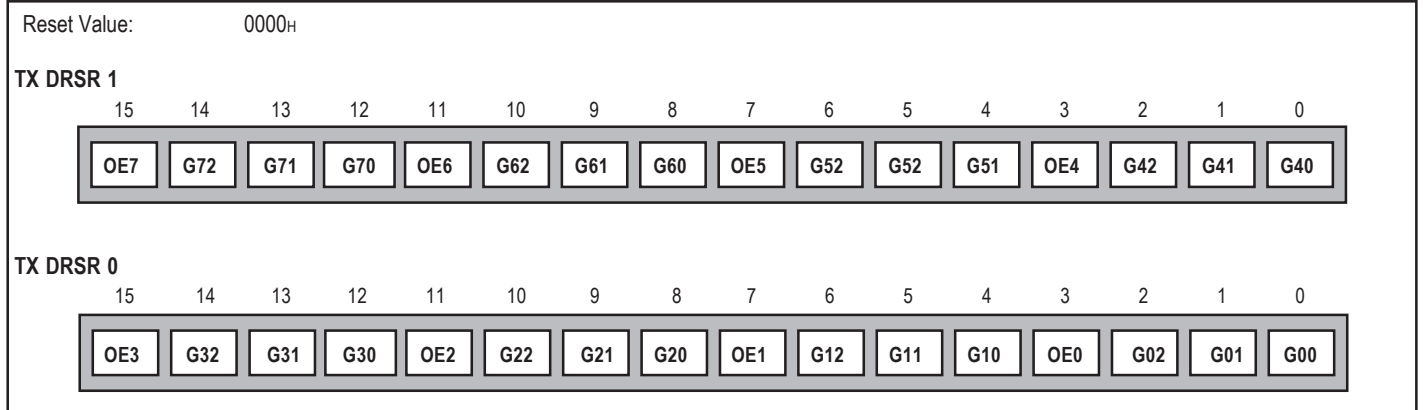 Reset Value: 0000H
TX DRSR 1
15 14 13 12 11 10 9 8 7 6 5 4 3 2 1 0
OE7 G72 G71 G70 OE6 G62 G61 G60 OE5 G52 G52 G51 OE4 G42 G41 G40
TX DRSR 0
15 14 13 12 11 10 9 8 7 6 5 4 3 2 1 0
OE3 G32 G31 G30 OE2 G22 G21 G20 OE1 G12 G11 G10 OE0 G02 G01 G00